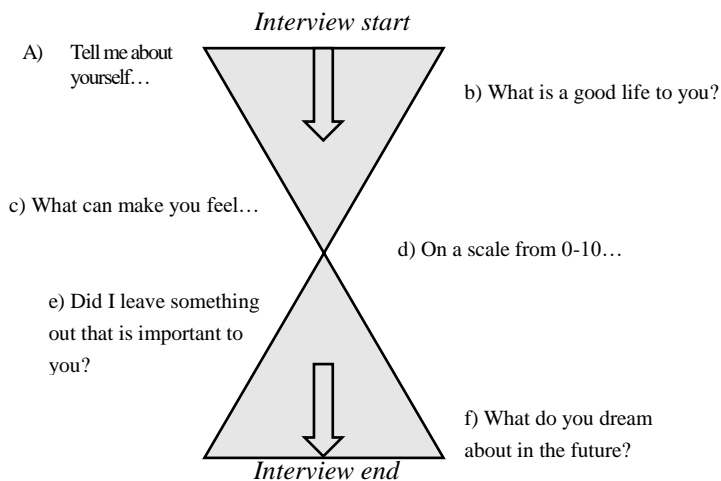 Interview start
A) Tell me about
yourself…
b) What is a good life to you?
c) What can make you feel…
d) On a scale from 0-10…
e) Did I leave something
out that is important to
you?
f) What do you dream
about in the future?
Interview end